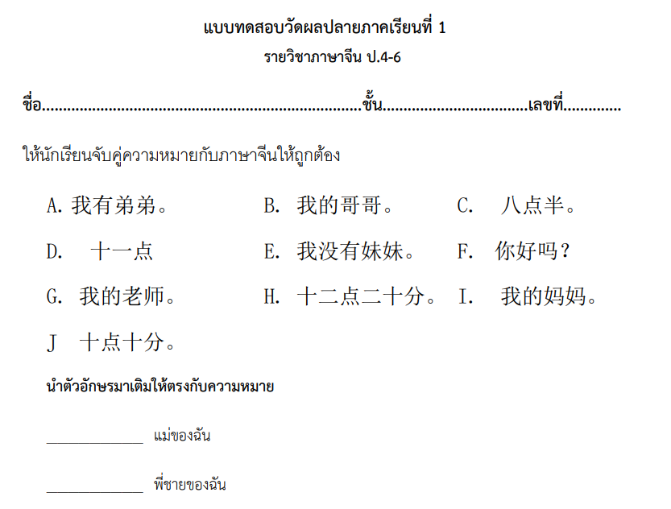 แบบทดสอบวัดผลปลายภาคเรียนที่ 1
รายวิชาภาษาจีน ป.4-6
ชื่อ............................................................................ชั้น..................................เลขที่..............
ให้นักเรียนจับคู่ความหมายกับภาษาจีนให้ถูกต้อง
A. 我有弟弟。 B. 我的哥哥。 C. 八点半。
D. 十一点 E. 我没有妹妹。 F. 你好吗?
G. 我的老师。 H. 十二点二十分。 I. 我的妈妈。
J 十点十分。
นำตัวอักษรมาเติมให้ตรงกับความหมาย
_____________ แม่ของฉัน
_____________ พี่ชายของฉัน